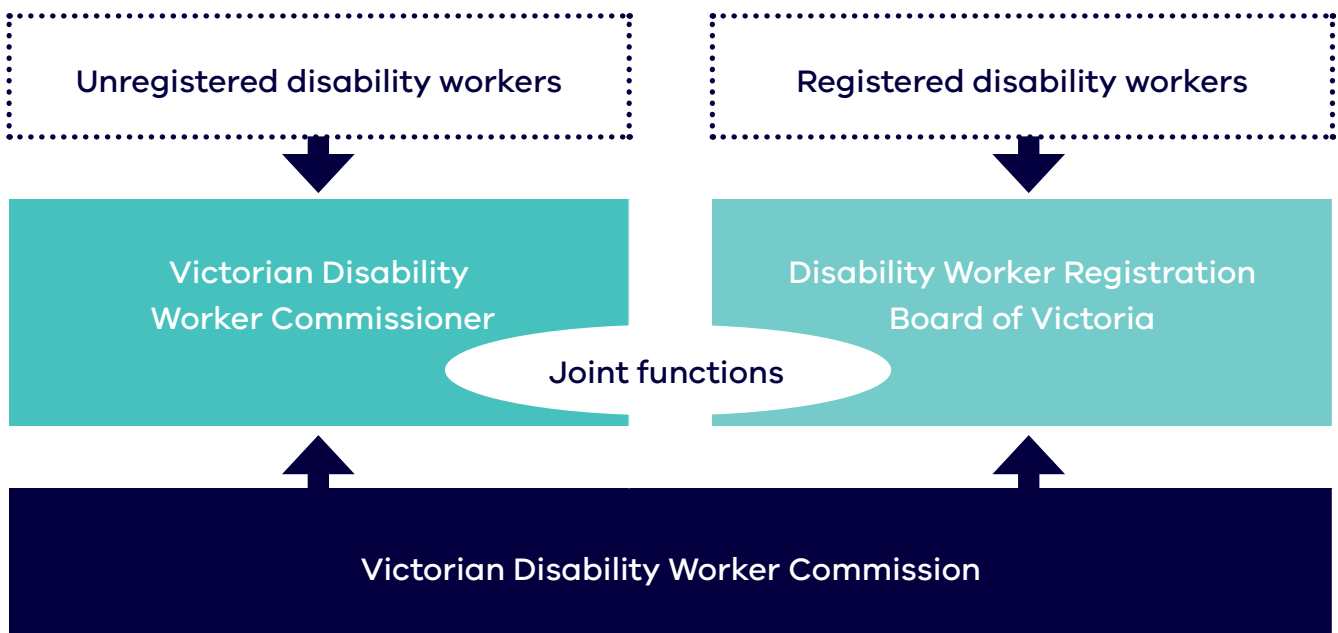 Unregistered disability workers
Registered disability workers
Victorian Disability
Worker Commissioner
Disability Worker Registration
Board of Victoria
Joint functions
Victorian Disability Worker Commission